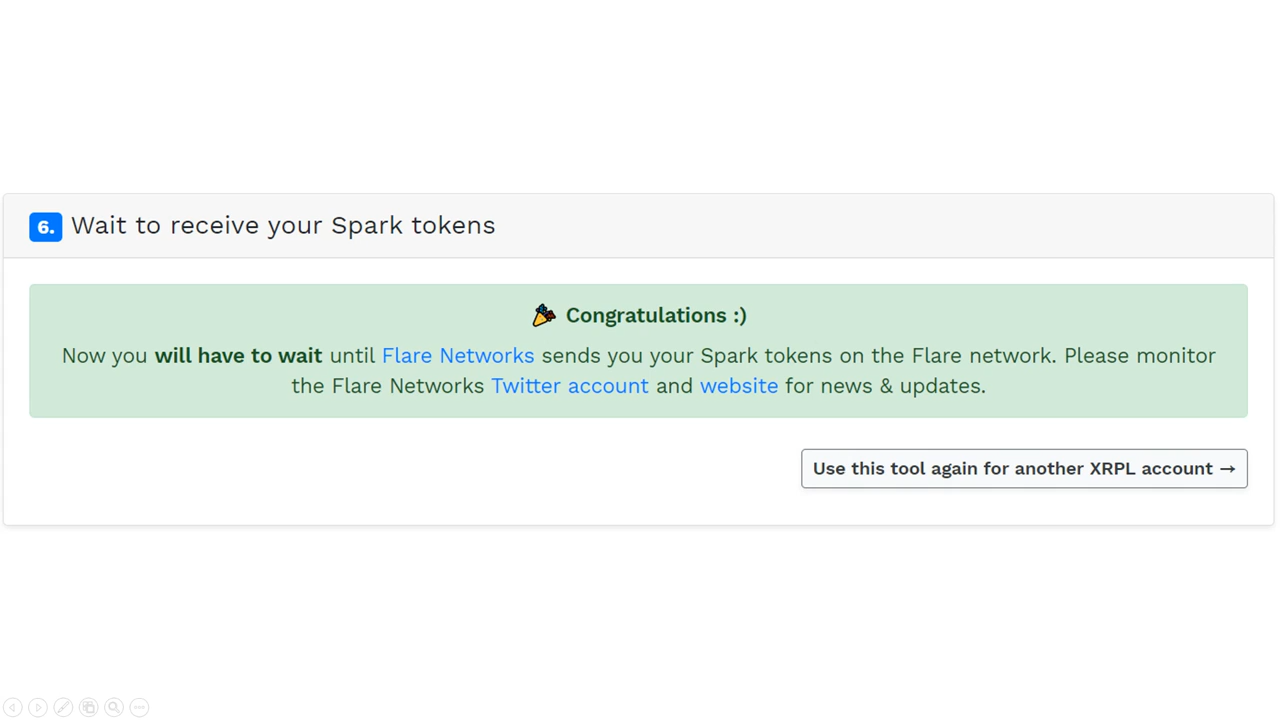 6. Wait to receive your Spark tokens
🎉 Congratulations :)
Now you will have to wait until Flare Networks sends you your Spark tokens on the Flare network. Please monitor
the Flare Networks Twitter account and website for news & updates.
Use this tool again for another XRPL account →